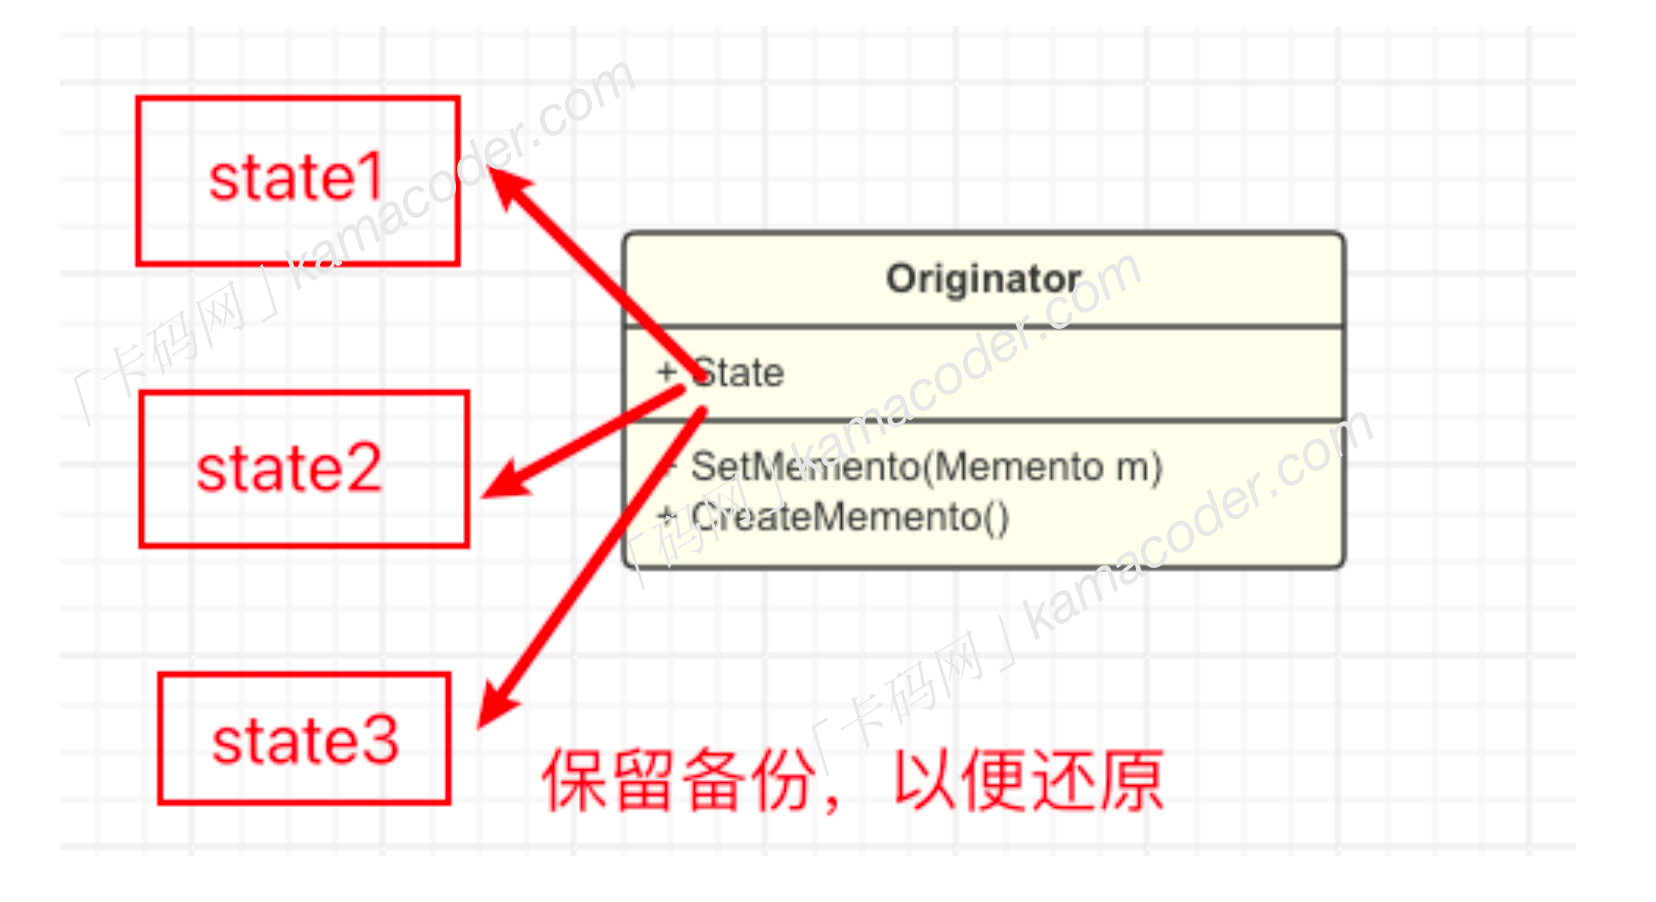 state1
state2
state3
Originator
+ State
+ SetMemento(Memento m)
+ CreateMemento()
保留备份，以便还原
「卡码网」kamacoder.com
「卡码网」kamacoder.com
「卡码网」kamacoder.com